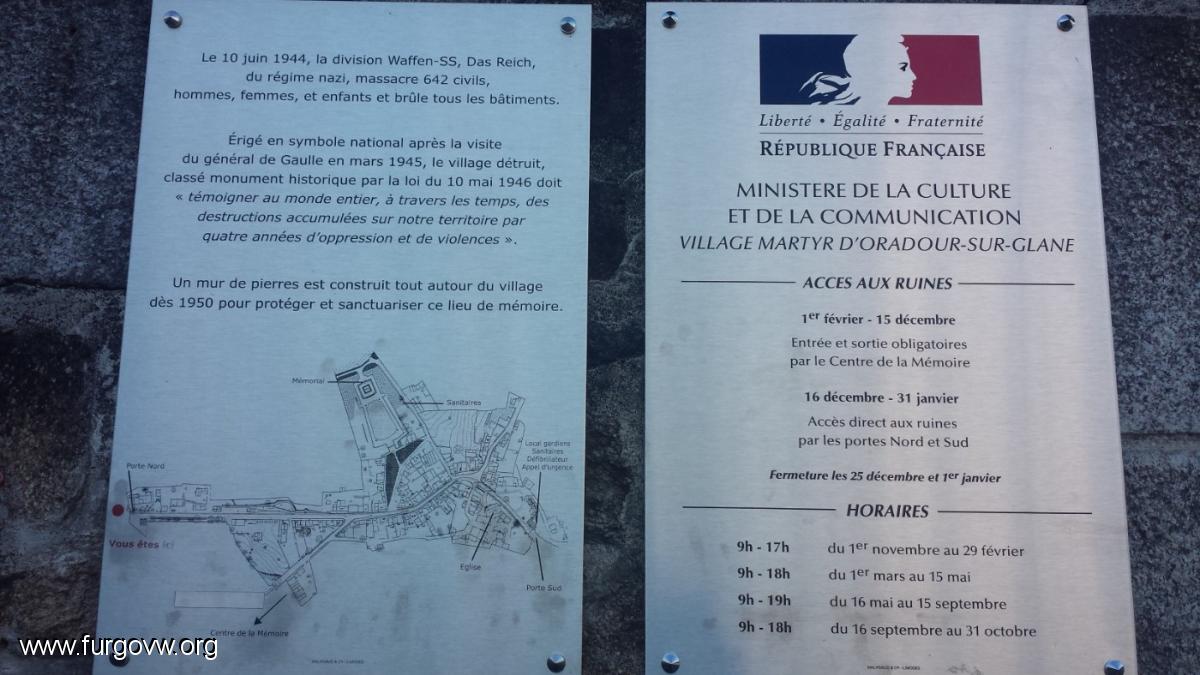 Le 10 juin 1944, la division Waffen-SS, Das Reich,
du régime nazi, massacre 642 civils,
hommes, femmes, et enfants et brûle tous les bâtiments.
Érigé en symbole national après la visite
du général de Gaulle en mars 1945, le village détruit,
classé monument historique par la loi du 10 mai 1946 doit
« témoigner au monde entier, à travers les temps, des
destructions accumulées sur notre territoire par
quatre années d'oppression et de violences ».
Un mur de pierres est construit tout autour du village
dès 1950 pour protéger et sanctuariser ce lieu de mémoire.
Mémorial
Sanitaires
Local gardiens
Sanitaires
Défibrillateur
Appel d'urgence
Porte Nord
Vous êtes ici
Eglise
Porte Sud
Centre de la Mémoire
Liberté • Égalité • Fraternité
RÉPUBLIQUE FRANÇAISE
MINISTERE DE LA CULTURE
ET DE LA COMMUNICATION
VILLAGE MARTYR D'ORADOUR-SUR-GLANE
ACCES AUX RUINES
1er février - 15 décembre
Entrée et sortie obligatoires
par le Centre de la Mémoire
16 décembre - 31 janvier
Accès direct aux ruines
par les portes Nord et Sud
Fermeture les 25 décembre et 1er janvier
HORAIRES
9h - 17h du 1er novembre au 29 février
9h - 18h du 1er mars au 15 mai
9h - 19h du 16 mai au 15 septembre
9h - 18h du 16 septembre au 31 octobre
www.furgovw.org